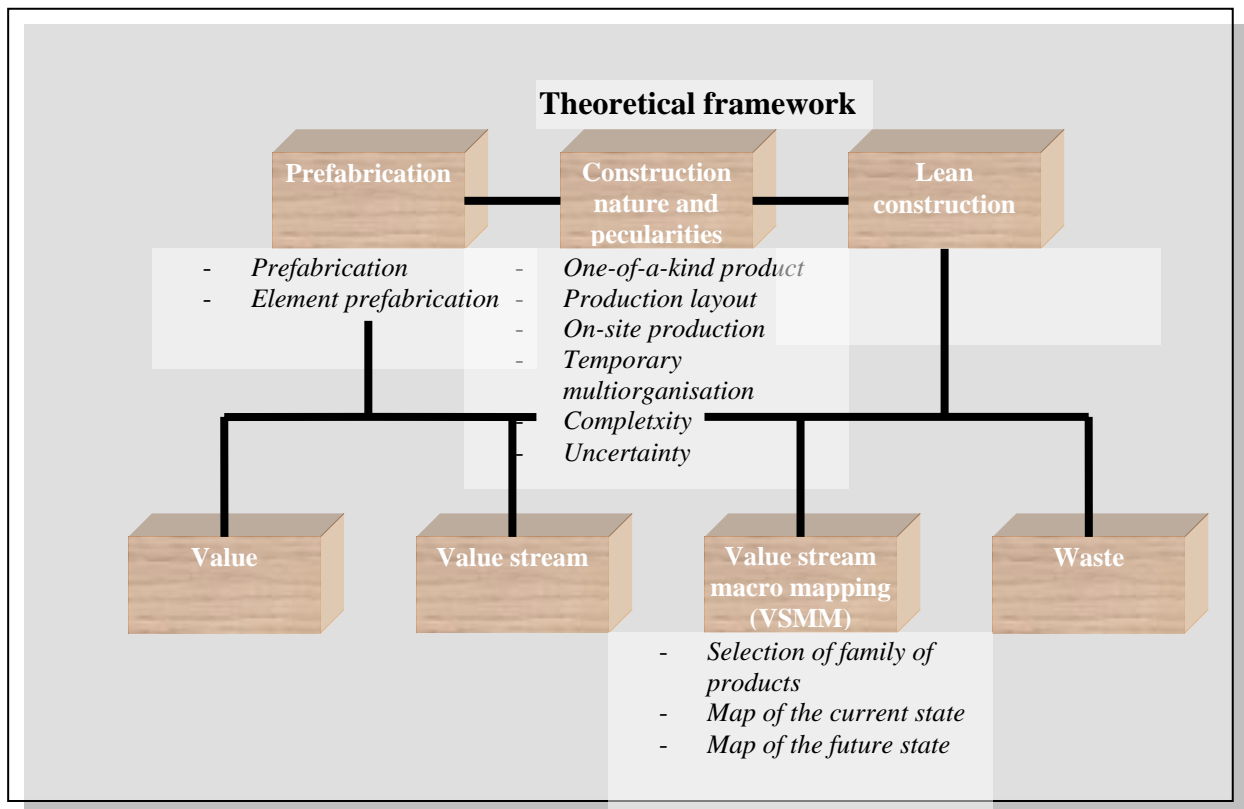 Theoretical framework
Prefabrication
Construction
nature and
pecularities
Lean
construction
- Prefabrication
- Element prefabrication
- One-of-a-kind product
- Production layout
- On-site production
- Temporary
multiorganisation
- Completxity
- Uncertainty
Value
Value stream
Value stream
macro mapping
(VSMM)
Waste
- Selection of family of
products
- Map of the current state
- Map of the future state